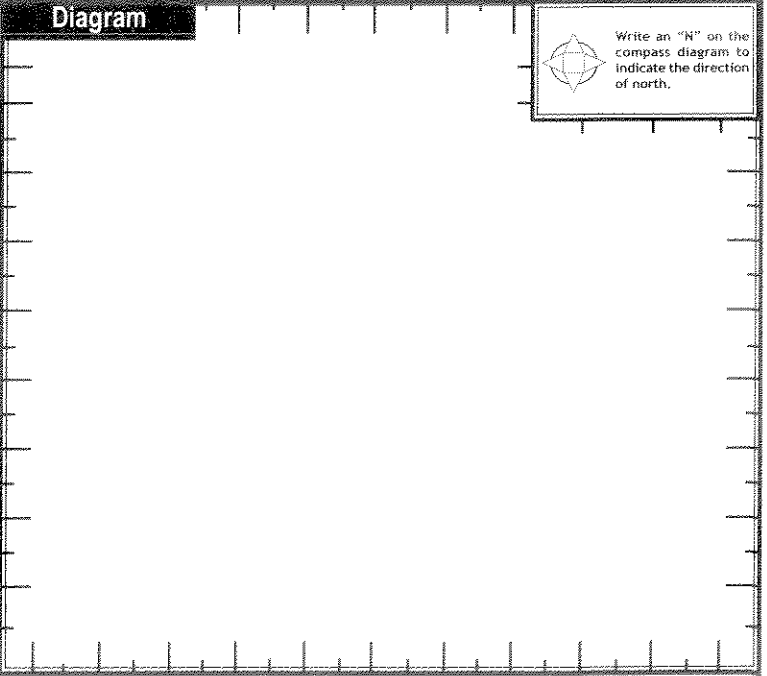 Diagram
Write an "N" on the
compass diagram to
indicate the direction
of north.